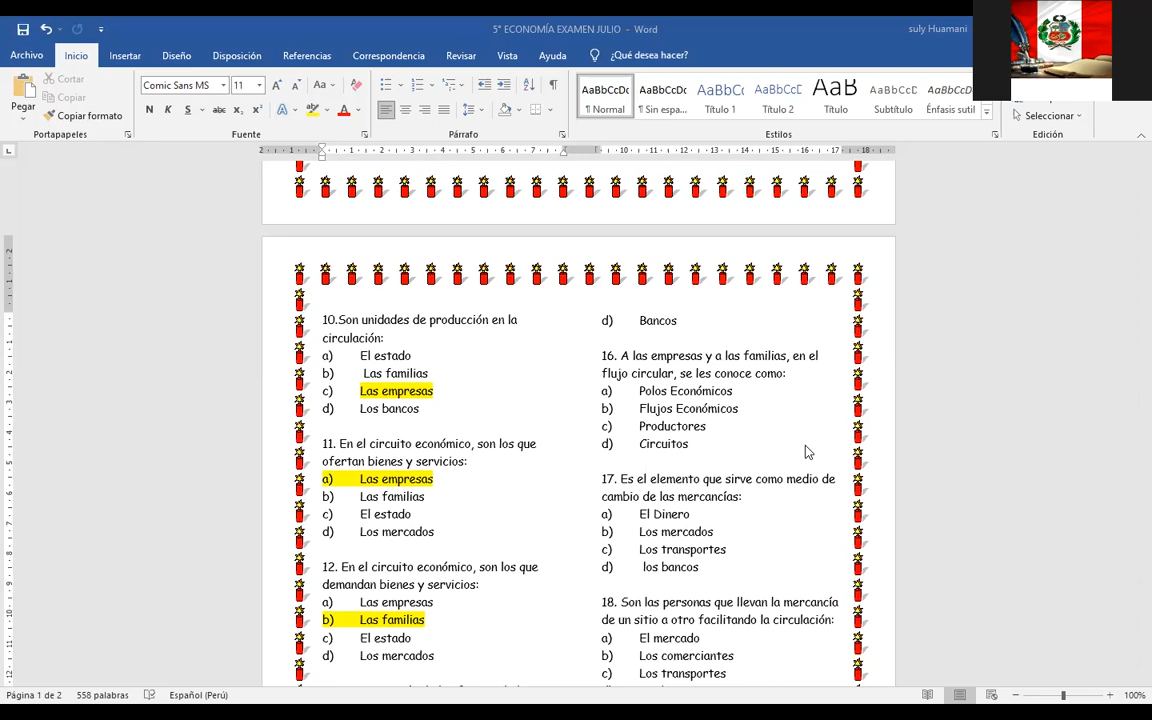 5° ECONOMÍA EXAMEN JULIO - Word
suly Huamani
Archivo Inicio Insertar Diseño Disposición Referencias Correspondencia Revisar Vista Ayuda ¿Qué desea hacer?
Pegar
Cortar
Copiar
Copiar formato
Portapapeles
Comic Sans MS 11
N K S abc x₂ x²
Fuente
Párrafo
AaBbCcDc AaBbCcDc AaBbCc AaBbCcD AaB AaBbCcD AaBbCcD
¶ Normal ¶ Sin espa... Título 1 Título 2 Título Subtítulo Énfasis sutil
Estilos
Seleccionar
Edición
10.Son unidades de producción en la
circulación:
a) El estado
b) Las familias
c) Las empresas
d) Los bancos
11. En el circuito económico, son los que
ofertan bienes y servicios:
a) Las empresas
b) Las familias
c) El estado
d) Los mercados
12. En el circuito económico, son los que
demandan bienes y servicios:
a) Las empresas
b) Las familias
c) El estado
d) Los mercados
d) Bancos
16. A las empresas y a las familias, en el
flujo circular, se les conoce como:
a) Polos Económicos
b) Flujos Económicos
c) Productores
d) Circuitos
17. Es el elemento que sirve como medio de
cambio de las mercancías:
a) El Dinero
b) Los mercados
c) Los transportes
d) los bancos
18. Son las personas que llevan la mercancía
de un sitio a otro facilitando la circulación:
a) El mercado
b) Los comerciantes
c) Los transportes
Página 1 de 2 558 palabras Español (Perú) 100%